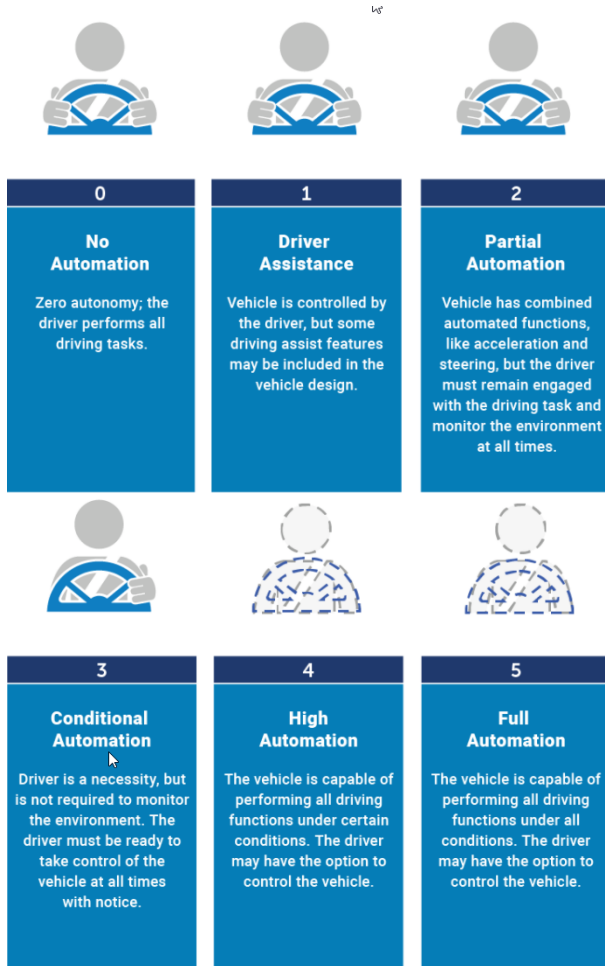 0
No
Automation
Zero autonomy; the
driver performs all
driving tasks.
1
Driver
Assistance
Vehicle is controlled by
the driver, but some
driving assist features
may be included in the
vehicle design.
2
Partial
Automation
Vehicle has combined
automated functions,
like acceleration and
steering, but the driver
must remain engaged
with the driving task and
monitor the environment
at all times.
3
Conditional
Automation
Driver is a necessity, but
is not required to monitor
the environment. The
driver must be ready to
take control of the
vehicle at all times
with notice.
4
High
Automation
The vehicle is capable of
performing all driving
functions under certain
conditions. The driver
may have the option to
control the vehicle.
5
Full
Automation
The vehicle is capable of
performing all driving
functions under all
conditions. The driver
may have the option to
control the vehicle.